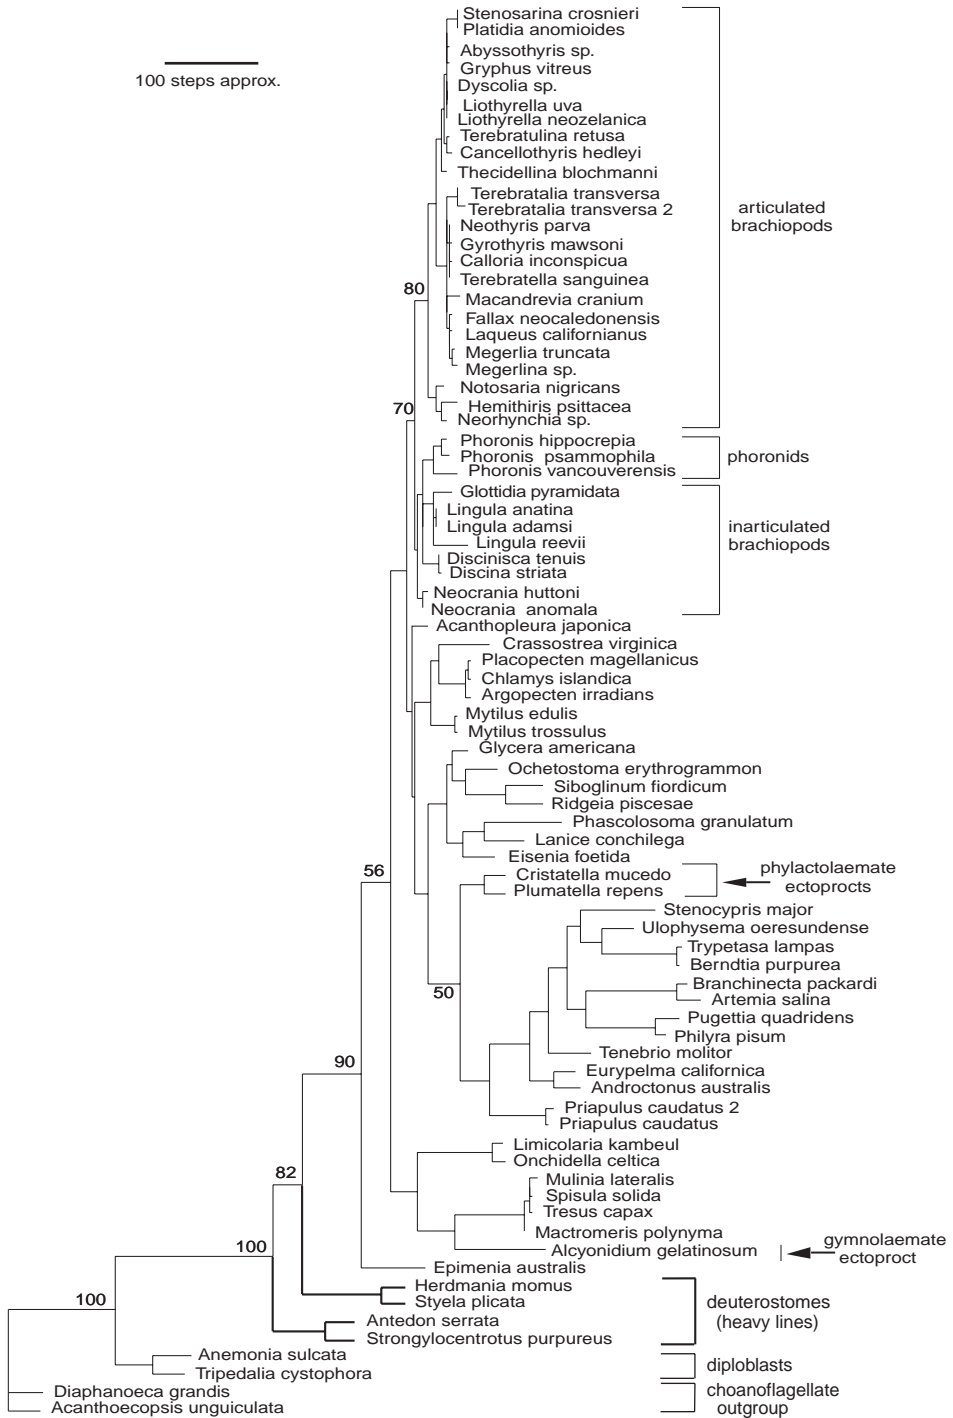 Stenosarina crosnieri
Platidia anomioides
Abyssothyris sp.
Gryphus vitreus
100 steps approx.
Dyscolia sp.
Liothyrella uva
Liothyrella neozelanica
Terebratulina retusa
Cancellothyris hedleyi
Thecidellina blochmanni
Terebratalia transversa
Terebratalia transversa 2
articulated
brachiopods
Neothyris parva
Gyrothyris mawsoni
Calloria inconspicua
Terebratella sanguinea
80
Macandrevia cranium
Fallax neocaledonensis
Laqueus californianus
Megerlia truncata
Megerlina sp.
Notosaria nigricans
70
Hemithiris psittacea
Neorhynchia sp.
Phoronis hippocrepia
Phoronis psammophila
phoronids
Phoronis vancouverensis
Glottidia pyramidata
Lingula anatina
Lingula adamsi
inarticulated
brachiopods
Lingula reevii
Discinisca tenuis
Discina striata
Neocrania huttoni
Neocrania anomala
Acanthopleura japonica
Crassostrea virginica
Placopecten magellanicus
Chlamys islandica
Argopecten irradians
Mytilus edulis
Mytilus trossulus
Glycera americana
Ochetostoma erythrogrammon
Siboglinum fiordicum
Ridgeia piscesae
Phascolosoma granulatum
Lanice conchilega
Eisenia foetida
56
Cristatella mucedo
phylactolaemate
ectoprocts
Plumatella repens
Stenocypris major
Ulophysema oeresundense
Trypetasa lampas
Berndtia purpurea
Branchinecta packardi
50
Artemia salina
Pugettia quadridens
Philyra pisum
Tenebrio molitor
90
Eurypelma californica
Androctonus australis
Priapulus caudatus 2
Priapulus caudatus
Limicolaria kambeul
Onchidella celtica
82
Mulinia lateralis
Spisula solida
Tresus capax
Mactromeris polynyma
100
Alcyonidium gelatinosum
gymnolaemate
ectoproct
Epimenia australis
Herdmania momus
100
Styela plicata
deuterostomes
(heavy lines)
Antedon serrata
Strongylocentrotus purpureus
Anemonia sulcata
diploblasts
Tripedalia cystophora
Diaphanoeca grandis
choanoflagellate
outgroup
Acanthoecopsis unguiculata